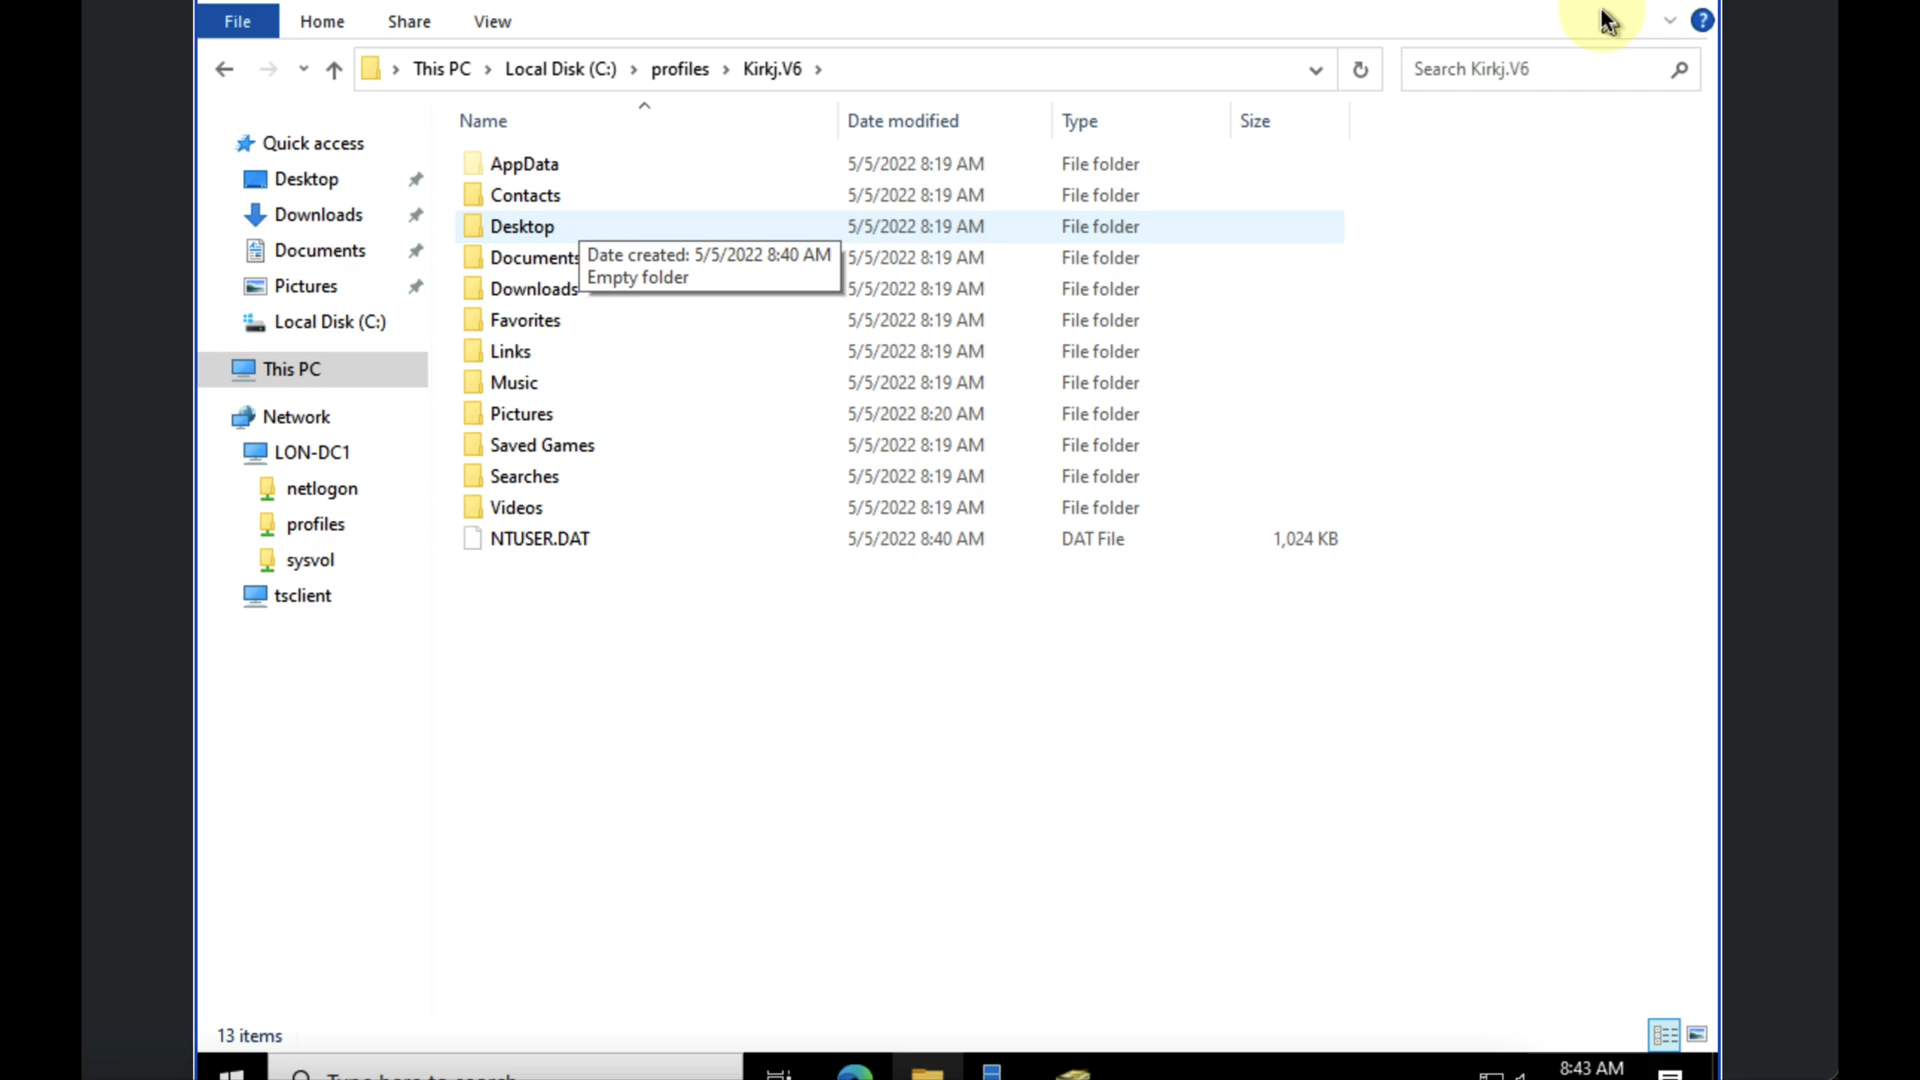 File Home Share View ?
This PC Local Disk (C:) profiles Kirkj.V6 Search Kirkj.V6
Name Date modified Type Size
Quick access
Desktop
Downloads
Documents
Pictures
Local Disk (C:)
This PC
Network
LON-DC1
netlogon
profiles
sysvol
tsclient
AppData 5/5/2022 8:19 AM File folder
Contacts 5/5/2022 8:19 AM File folder
Desktop 5/5/2022 8:19 AM File folder
Documents 5/5/2022 8:19 AM File folder
Date created: 5/5/2022 8:40 AM
Empty folder
Downloads 5/5/2022 8:19 AM File folder
Favorites 5/5/2022 8:19 AM File folder
Links 5/5/2022 8:19 AM File folder
Music 5/5/2022 8:19 AM File folder
Pictures 5/5/2022 8:20 AM File folder
Saved Games 5/5/2022 8:19 AM File folder
Searches 5/5/2022 8:19 AM File folder
Videos 5/5/2022 8:19 AM File folder
NTUSER.DAT 5/5/2022 8:40 AM DAT File 1,024 KB
13 items
Type here to search 8:43 AM